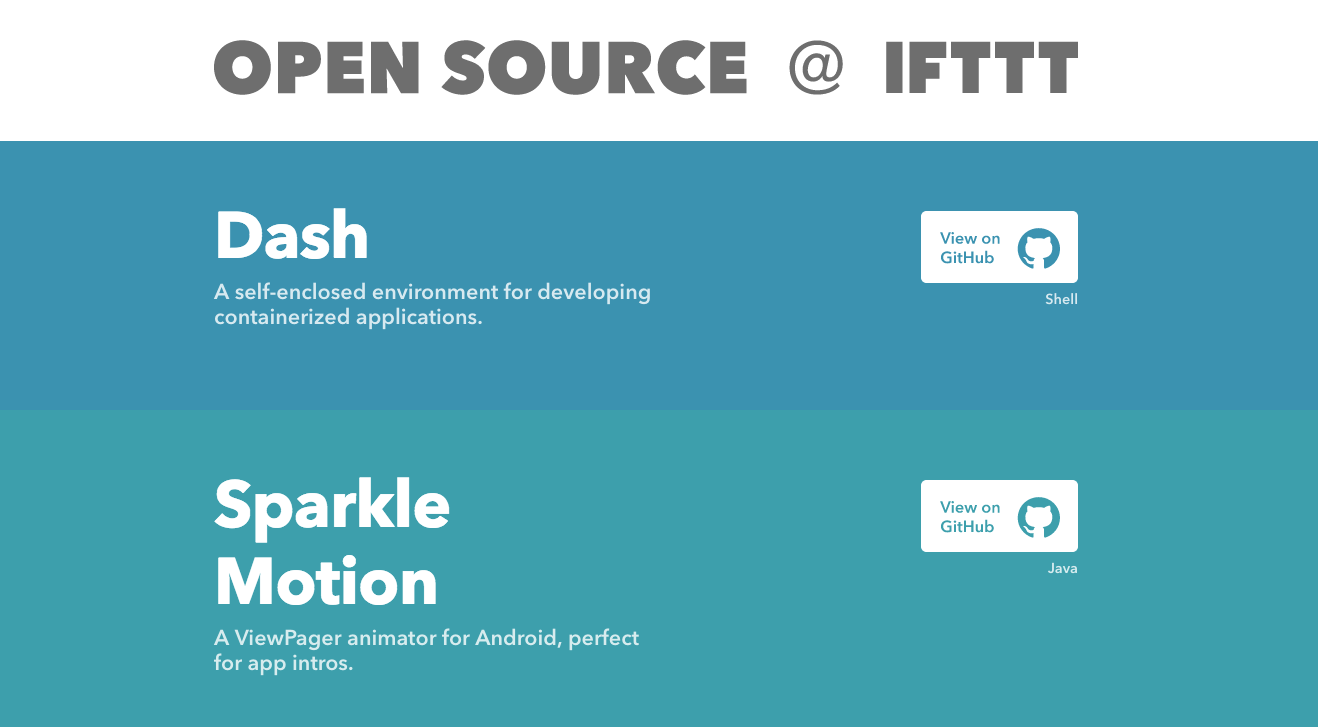 OPEN SOURCE @ IFTTT
Dash
A self-enclosed environment for developing
containerized applications.
View on
GitHub
Shell
Sparkle
Motion
A ViewPager animator for Android, perfect
for app intros.
View on
GitHub
Java